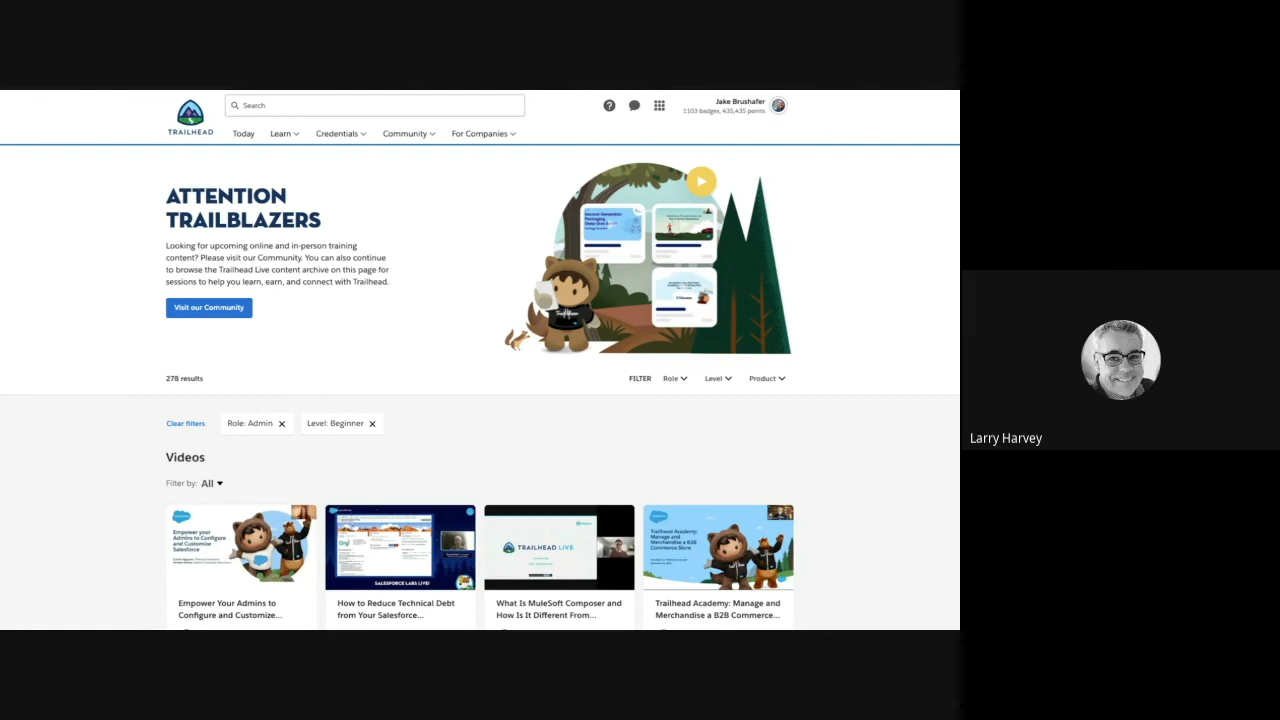 Search
Jake Brushafer
1103 badges, 435,435 points
TRAILHEAD
Today
Learn
Credentials
Community
For Companies
ATTENTION
TRAILBLAZERS
Looking for upcoming online and in-person training
content? Please visit our Community. You can also continue
to browse the Trailhead Live content archive on this page for
sessions to help you learn, earn, and connect with Trailhead.
Visit our Community
278 results
FILTER
Role
Level
Product
Clear filters
Role: Admin
Level: Beginner
Videos
Filter by: All
Empower your
Admins to Configure
and Customize
Salesforce
SALESFORCE LABS LIVE!
TRAILHEAD LIVE
Trailhead Academy:
Manage and
Merchandise a B2B
Commerce Store
Empower Your Admins to
Configure and Customize...
How to Reduce Technical Debt
from Your Salesforce...
What Is MuleSoft Composer and
How Is It Different From...
Trailhead Academy: Manage and
Merchandise a B2B Commerce...
Larry Harvey